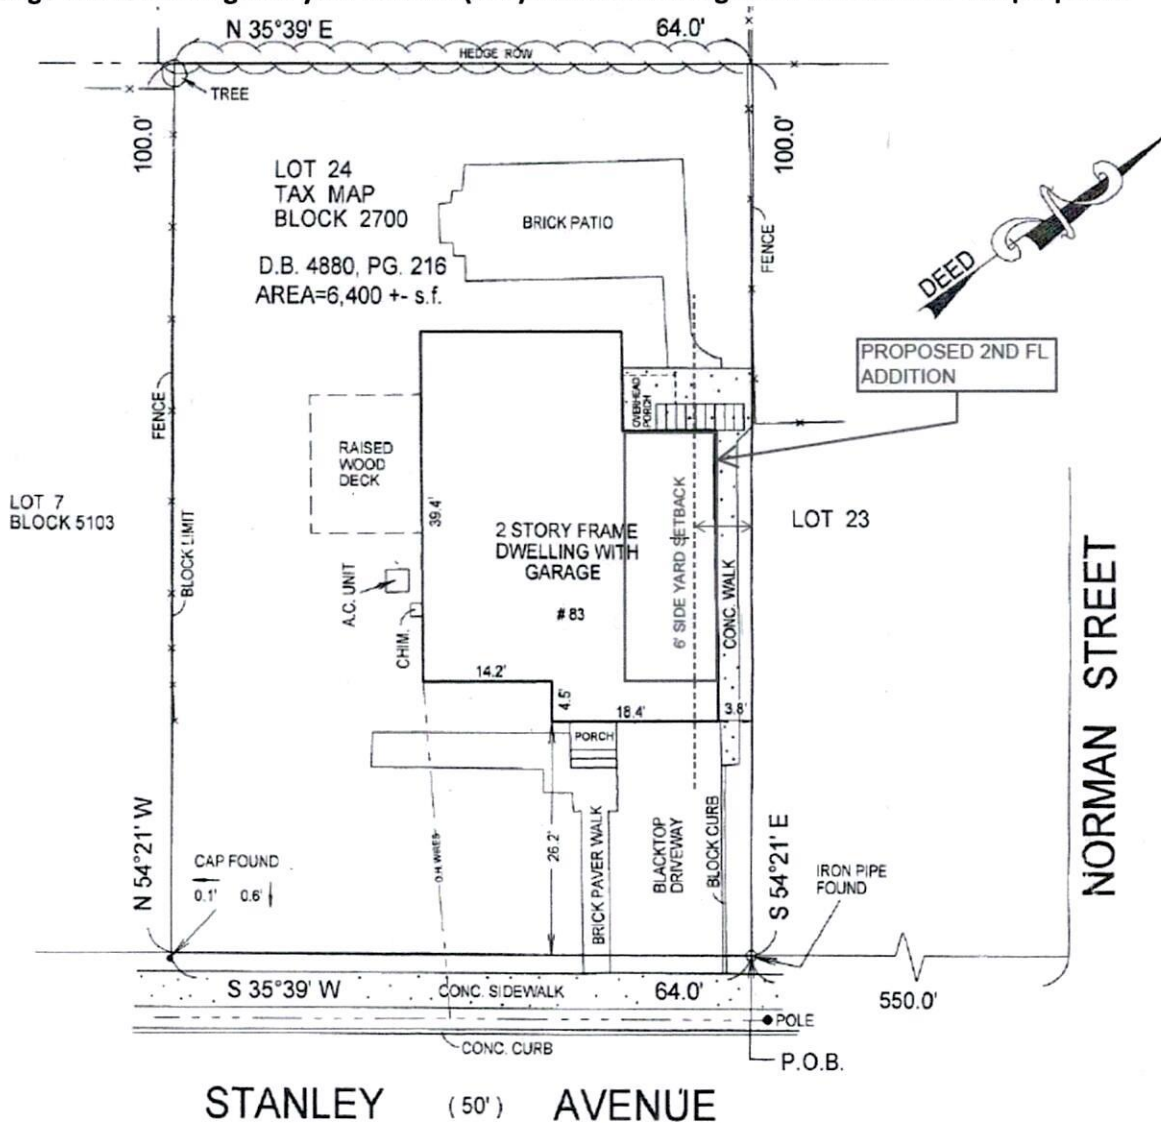 N 35°39' E
64.0'
HEDGE ROW
TREE
100.0'
100.0'
LOT 24
TAX MAP
BLOCK 2700
BRICK PATIO
FENCE
D.B. 4880, PG. 216
AREA=6,400 +- s.f.
DEED
PROPOSED 2ND FL
ADDITION
OVERHEAD
PORCH
FENCE
RAISED
WOOD
DECK
39.4'
LOT 7
BLOCK 5103
2 STORY FRAME
DWELLING WITH
GARAGE
6' SIDE YARD SETBACK
LOT 23
BLOCK LIMIT
A.C. UNIT
#83
CONC. WALK
CHIM.
14.2'
4.5'
18.4'
3.8'
PORCH
NORMAN STREET
N 54°21' W
CAP FOUND
0.1'
0.6'
O.H. WIRES
26.2'
BRICK PAVER WALK
BLACKTOP
DRIVEWAY
BLOCK CURB
S 54°21' E
IRON PIPE
FOUND
S 35°39' W
CONC. SIDEWALK
64.0'
550.0'
POLE
CONC. CURB
P.O.B.
STANLEY (50') AVENUE